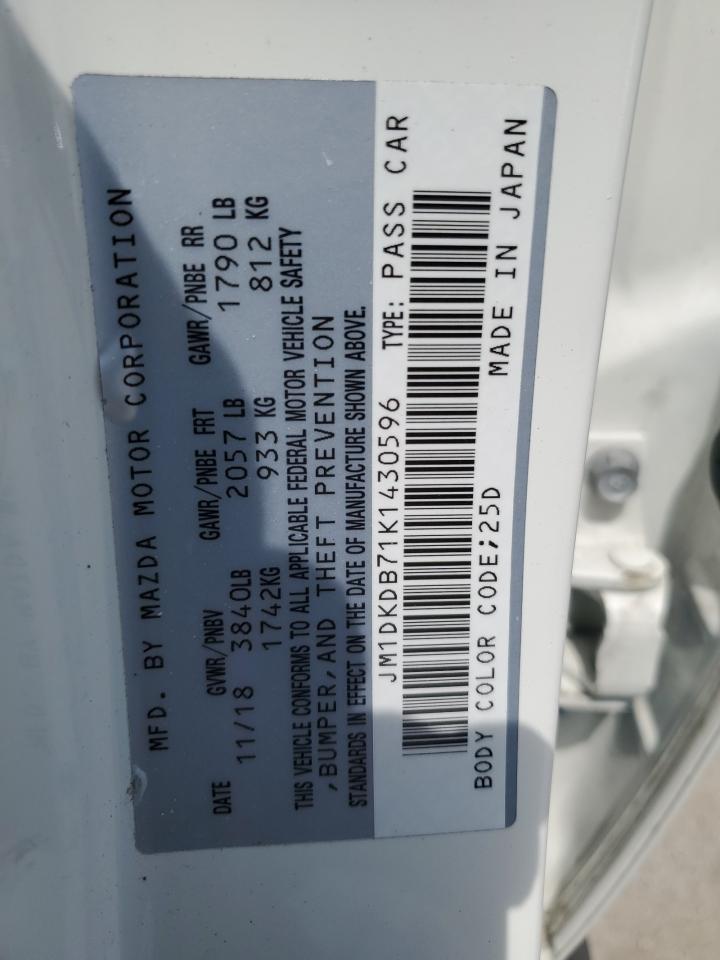 MFD. BY MAZDA MOTOR CORPORATION
DATE GVWR/PNBV GAWR/PNBE FRT GAWR/PNBE RR
11/18 3840LB 2057 LB 1790 LB
1742KG 933 KG 812 KG
THIS VEHICLE CONFORMS TO ALL APPLICABLE FEDERAL MOTOR VEHICLE SAFETY
,BUMPER,AND THEFT PREVENTION
STANDARDS IN EFFECT ON THE DATE OF MANUFACTURE SHOWN ABOVE.
JM1DKDB71K1430596 TYPE: PASS CAR
BODY COLOR CODE;25D MADE IN JAPAN